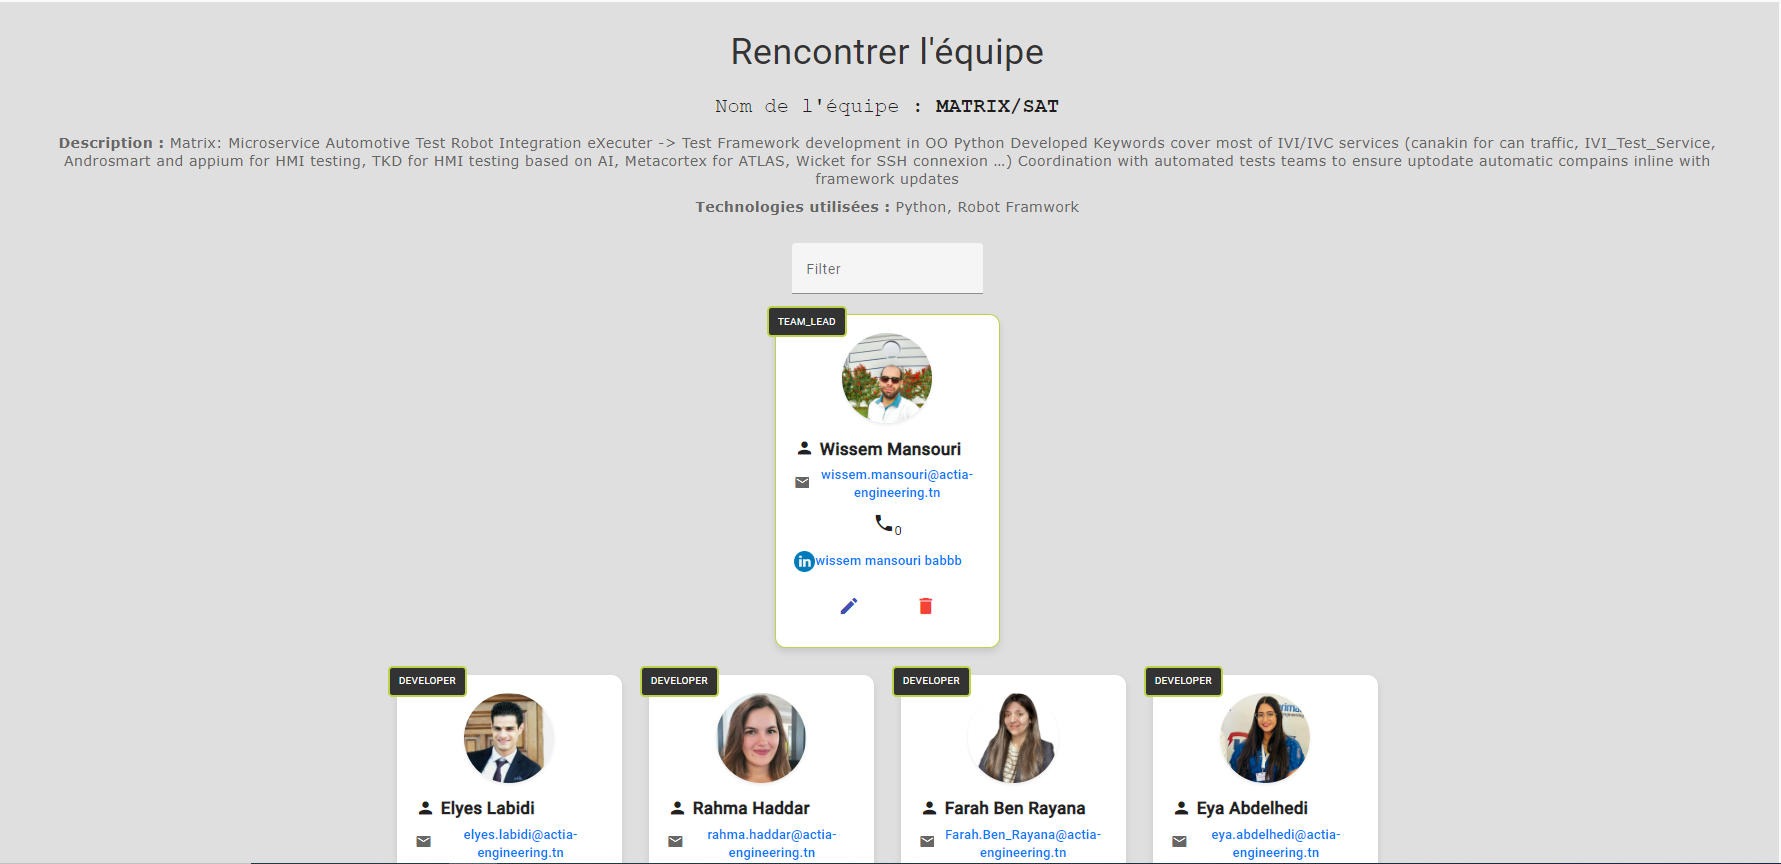 Rencontrer l'équipe
Nom de l'équipe : MATRIX/SAT
Description : Matrix: Microservice Automotive Test Robot Integration eXecuter -> Test Framework development in OO Python Developed Keywords cover most of IVI/IVC services (canakin for can traffic, IVI_Test_Service,
Androsmart and appium for HMI testing, TKD for HMI testing based on AI, Metacortex for ATLAS, Wicket for SSH connexion ...) Coordination with automated tests teams to ensure uptodate automatic compains inline with
framework updates
Technologies utilisées : Python, Robot Framwork
Filter
TEAM_LEAD
Wissem Mansouri
wissem.mansouri@actia-
engineering.tn
0
in wissem mansouri babbb
DEVELOPER
Elyes Labidi
elyes.labidi@actia-
engineering.tn
DEVELOPER
Rahma Haddar
rahma.haddar@actia-
engineering.tn
DEVELOPER
Farah Ben Rayana
Farah.Ben_Rayana@actia-
engineering.tn
DEVELOPER
Eya Abdelhedi
eya.abdelhedi@actia-
engineering.tn